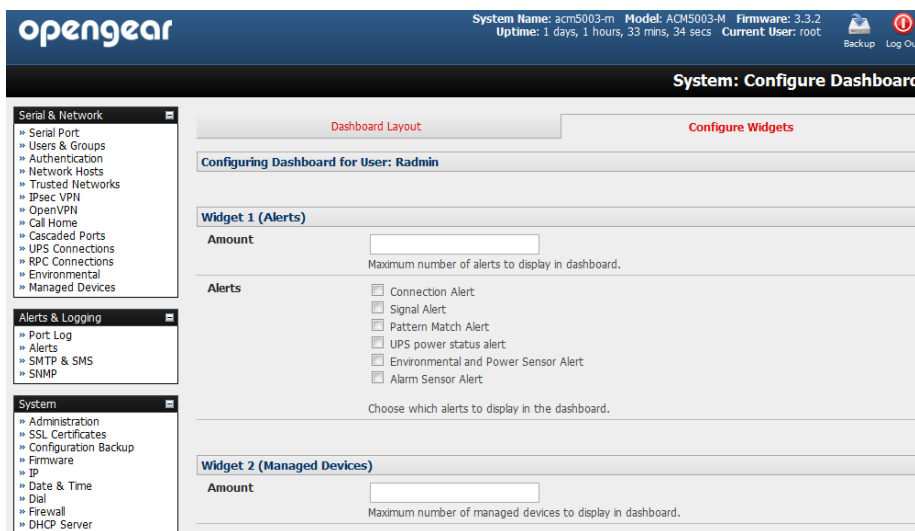 opengear
System Name: acm5003-m Model: ACM5003-M Firmware: 3.3.2
Uptime: 1 days, 1 hours, 33 mins, 34 secs Current User: root
Backup
Log Ou
System: Configure Dashboard
Serial & Network
» Serial Port
» Users & Groups
» Authentication
» Network Hosts
» Trusted Networks
» IPsec VPN
» OpenVPN
» Call Home
» Cascaded Ports
» UPS Connections
» RPC Connections
» Environmental
» Managed Devices
Alerts & Logging
» Port Log
» Alerts
» SMTP & SMS
» SNMP
System
» Administration
» SSL Certificates
» Configuration Backup
» Firmware
» IP
» Date & Time
» Dial
» Firewall
» DHCP Server
Dashboard Layout
Configure Widgets
Configuring Dashboard for User: Radmin
Widget 1 (Alerts)
Amount
Maximum number of alerts to display in dashboard.
Alerts
Connection Alert
Signal Alert
Pattern Match Alert
UPS power status alert
Environmental and Power Sensor Alert
Alarm Sensor Alert
Choose which alerts to display in the dashboard.
Widget 2 (Managed Devices)
Amount
Maximum number of managed devices to display in dashboard.